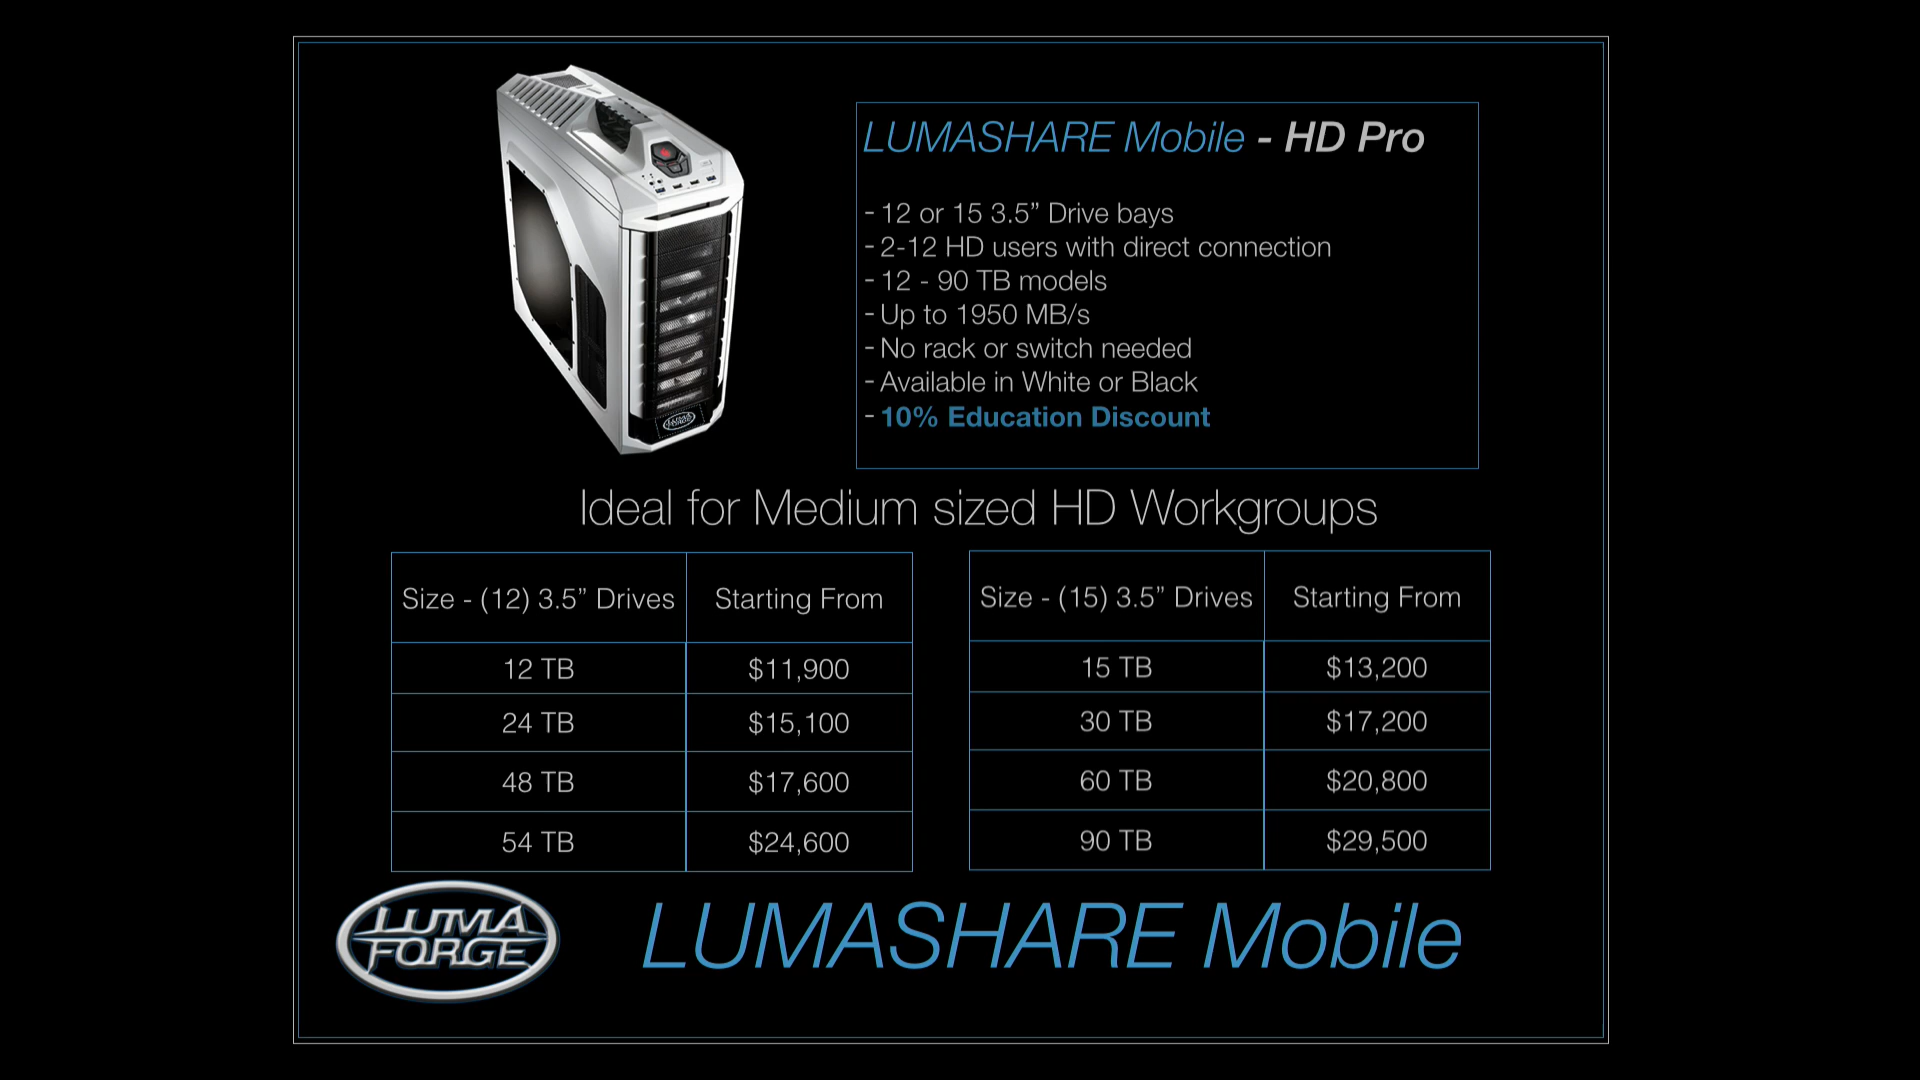 LUMASHARE Mobile - HD Pro
- 12 or 15 3.5” Drive bays
- 2-12 HD users with direct connection
- 12 - 90 TB models
- Up to 1950 MB/s
- No rack or switch needed
- Available in White or Black
- 10% Education Discount
LUMA
FORGE
Ideal for Medium sized HD Workgroups
Size - (12) 3.5” Drives Starting From
12 TB $11,900
24 TB $15,100
48 TB $17,600
54 TB $24,600
Size - (15) 3.5” Drives Starting From
15 TB $13,200
30 TB $17,200
60 TB $20,800
90 TB $29,500
LUMA
FORGE
LUMASHARE Mobile